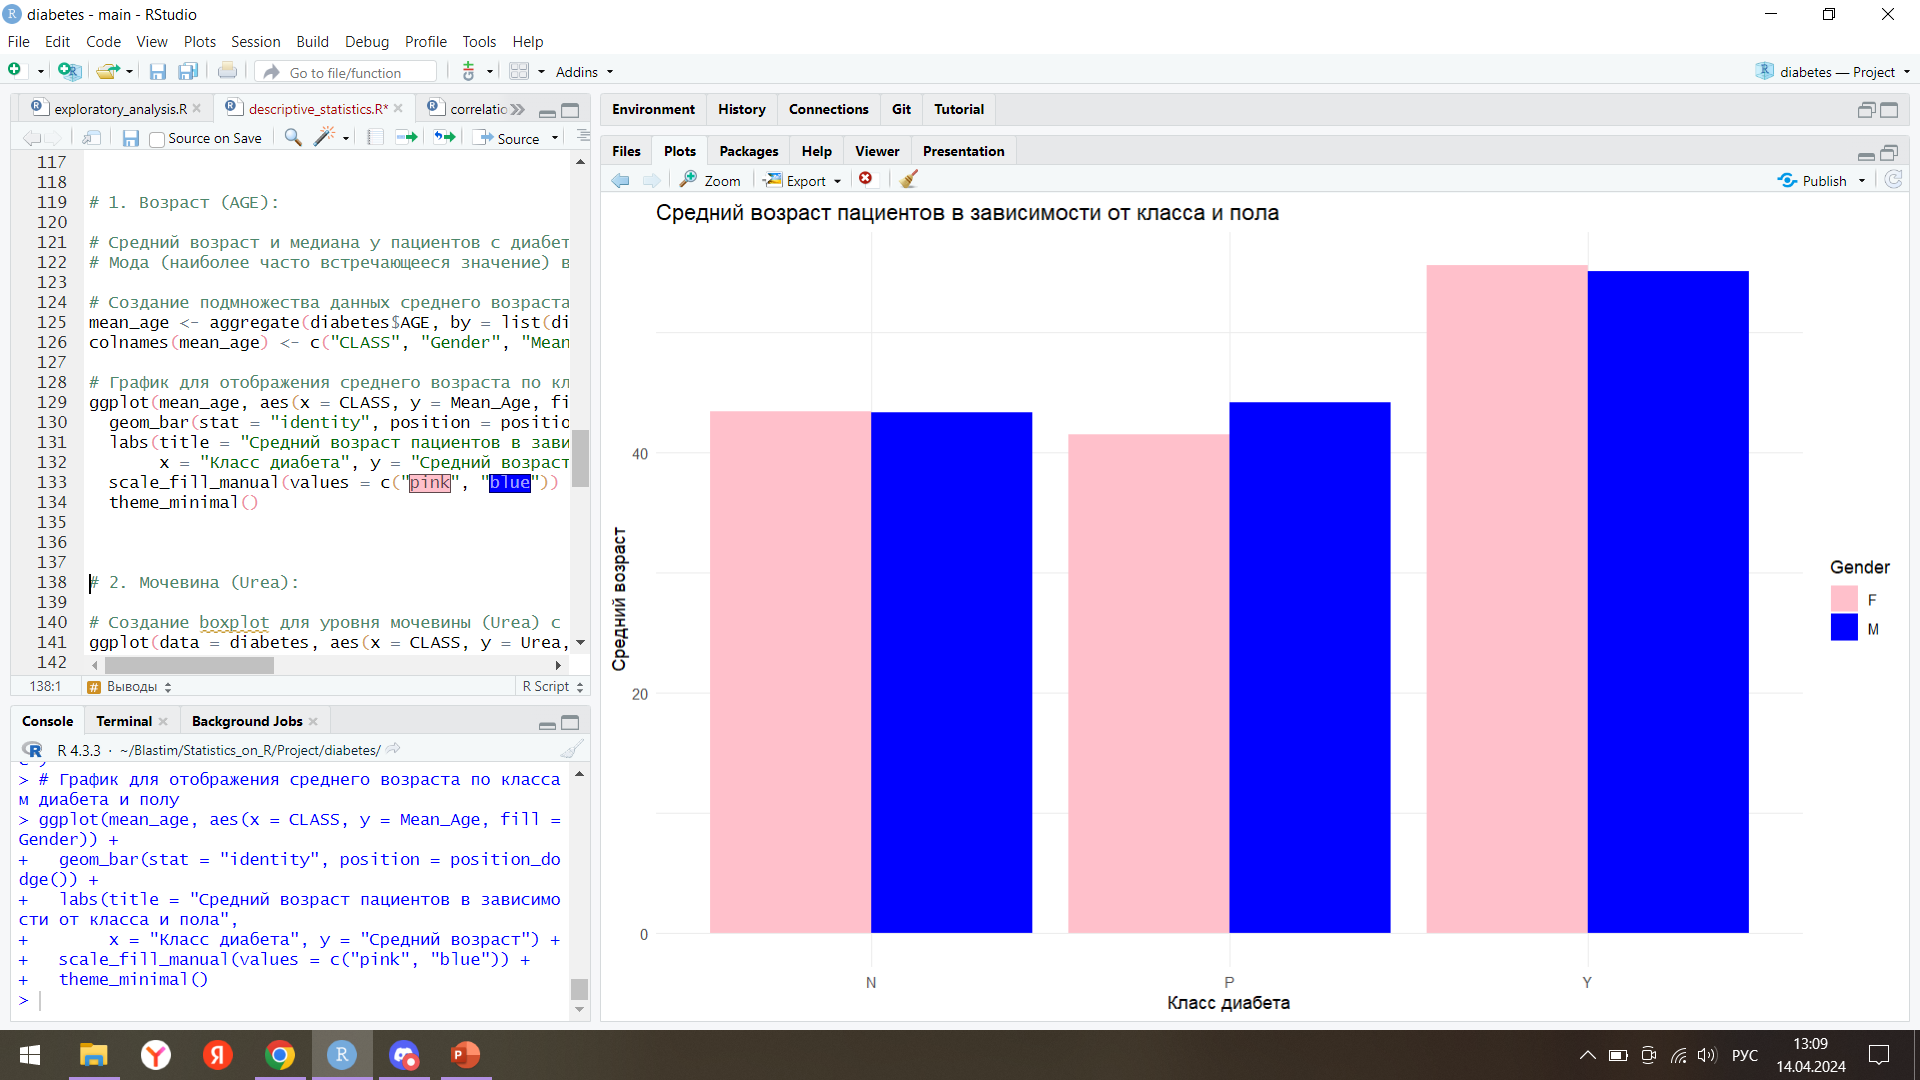 diabetes - main - RStudio
File Edit Code View Plots Session Build Debug Profile Tools Help
Go to file/function
Addins
diabetes — Project
exploratory_analysis.R
descriptive_statistics.R*
correlatio
Source on Save
Source
117
118
119 # 1. Возраст (AGE):
120
121 # Средний возраст и медиана у пациентов с диабет
122 # Мода (наиболее часто встречающееся значение) в
123
124 # Создание подмножества данных среднего возраста
125 mean_age <- aggregate(diabetes$AGE, by = list(di
126 colnames(mean_age) <- c("CLASS", "Gender", "Mean
127
128 # График для отображения среднего возраста по кл
129 ggplot(mean_age, aes(x = CLASS, y = Mean_Age, fi
130 geom_bar(stat = "identity", position = positio
131 labs(title = "Средний возраст пациентов в зави
132 x = "Класс диабета", y = "Средний возраст
133 scale_fill_manual(values = c("pink", "blue"))
134 theme_minimal()
135
136
137
138 # 2. Мочевина (Urea):
139
140 # Создание boxplot для уровня мочевины (Urea) с
141 ggplot(data = diabetes, aes(x = CLASS, y = Urea,
142
138:1 # Выводы R Script
Console Terminal Background Jobs
R 4.3.3 · ~/Blastim/Statistics_on_R/Project/diabetes/
> # График для отображения среднего возраста по класса
м диабета и полу
> ggplot(mean_age, aes(x = CLASS, y = Mean_Age, fill =
Gender)) +
+ geom_bar(stat = "identity", position = position_do
dge()) +
+ labs(title = "Средний возраст пациентов в зависимо
сти от класса и пола",
+ x = "Класс диабета", y = "Средний возраст") +
+ scale_fill_manual(values = c("pink", "blue")) +
+ theme_minimal()
>
Environment History Connections Git Tutorial
Files Plots Packages Help Viewer Presentation
Zoom Export Publish
Средний возраст пациентов в зависимости от класса и пола
40
20
0
Средний возраст
N P Y
Класс диабета
Gender
F
M
РУС
13:09
14.04.2024